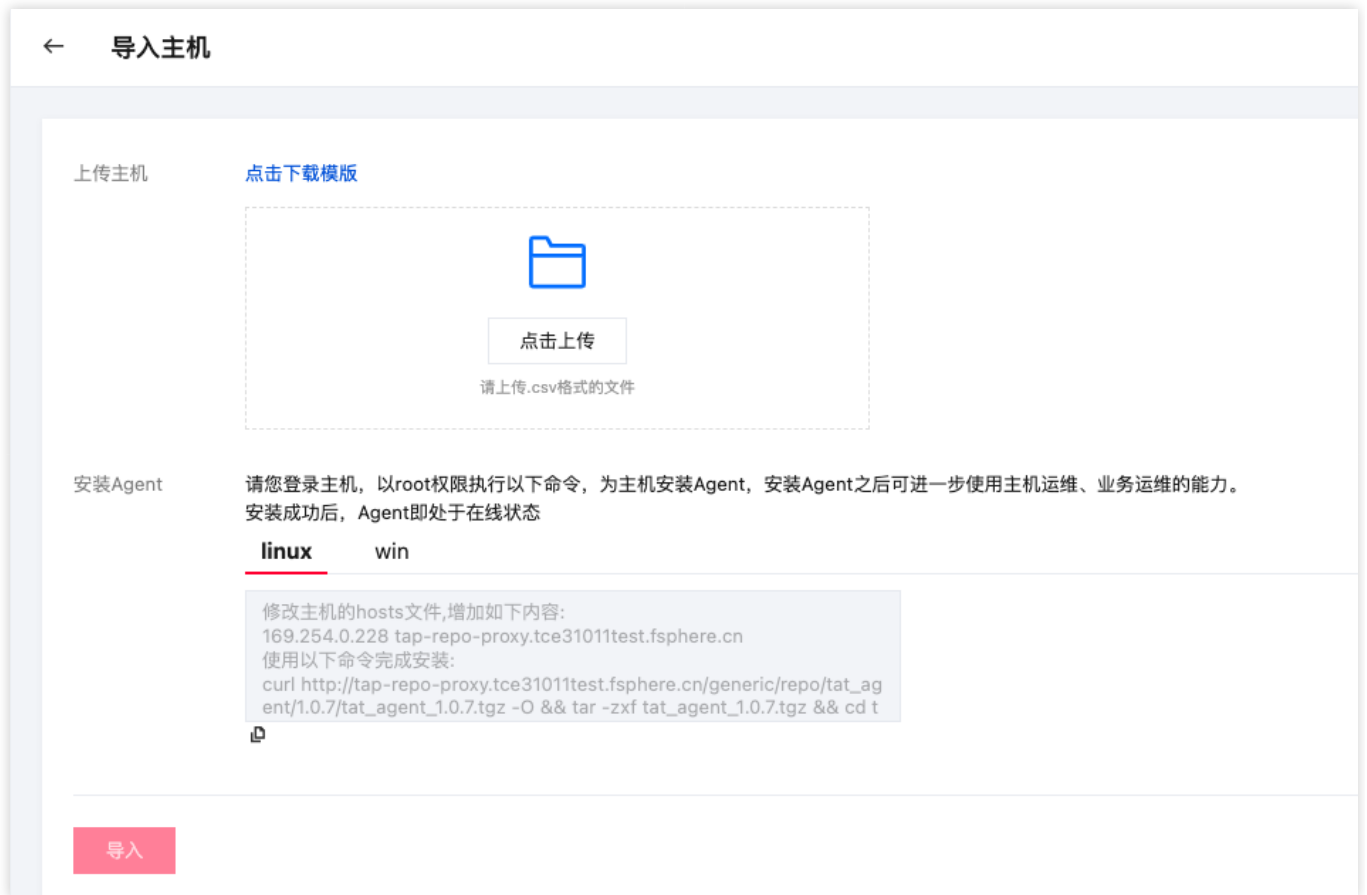 导入主机
上传主机
点击下载模版
点击上传
请上传.csv格式的文件
安装Agent
请您登录主机，以root权限执行以下命令，为主机安装Agent，安装Agent之后可进一步使用主机运维、业务运维的能力。
安装成功后，Agent即处于在线状态
linux
win
修改主机的hosts文件,增加如下内容:
169.254.0.228 tap-repo-proxy.tce31011test.fsphere.cn
使用以下命令完成安装:
curl http://tap-repo-proxy.tce31011test.fsphere.cn/generic/repo/tat_ag
ent/1.0.7/tat_agent_1.0.7.tgz -O && tar -zxf tat_agent_1.0.7.tgz && cd t
导入